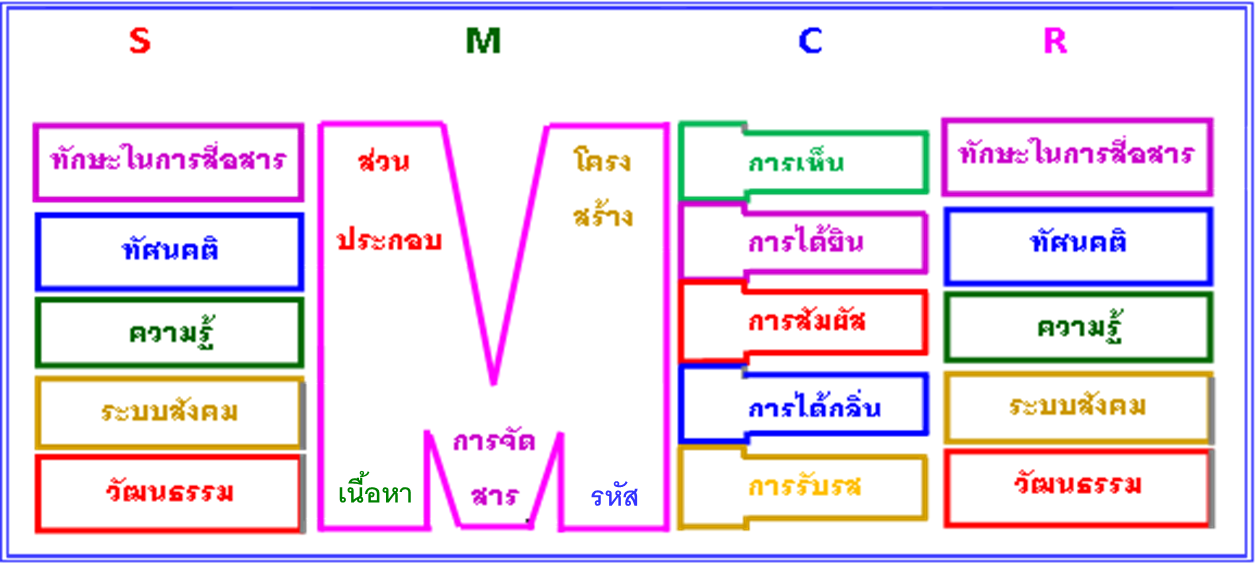 S
M
C
R
ทักษะในการสื่อสาร
ทัศนคติ
ความรู้
ระบบสังคม
วัฒนธรรม
ส่วน
ประกอบ
โครง
สร้าง
การจัด
สาร
เนื้อหา
รหัส
การเห็น
การได้ยิน
การสัมผัส
การได้กลิ่น
การรับรส
ทักษะในการสื่อสาร
ทัศนคติ
ความรู้
ระบบสังคม
วัฒนธรรม